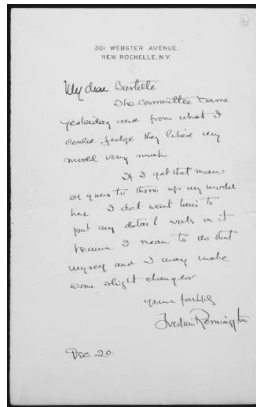 301 WEBSTER AVENUE,
NEW ROCHELLE, N.Y.
My dear Bartlett
The committee came
yesterday and from what I
could judge they liked my
model very much
If I get that man
of yours to throw up my model
here I don't want him to
put any detail work on it
because I mean to do that
myself and I may make
some slight changes
Yours faithfully
Frederic Remington
Dec 20.